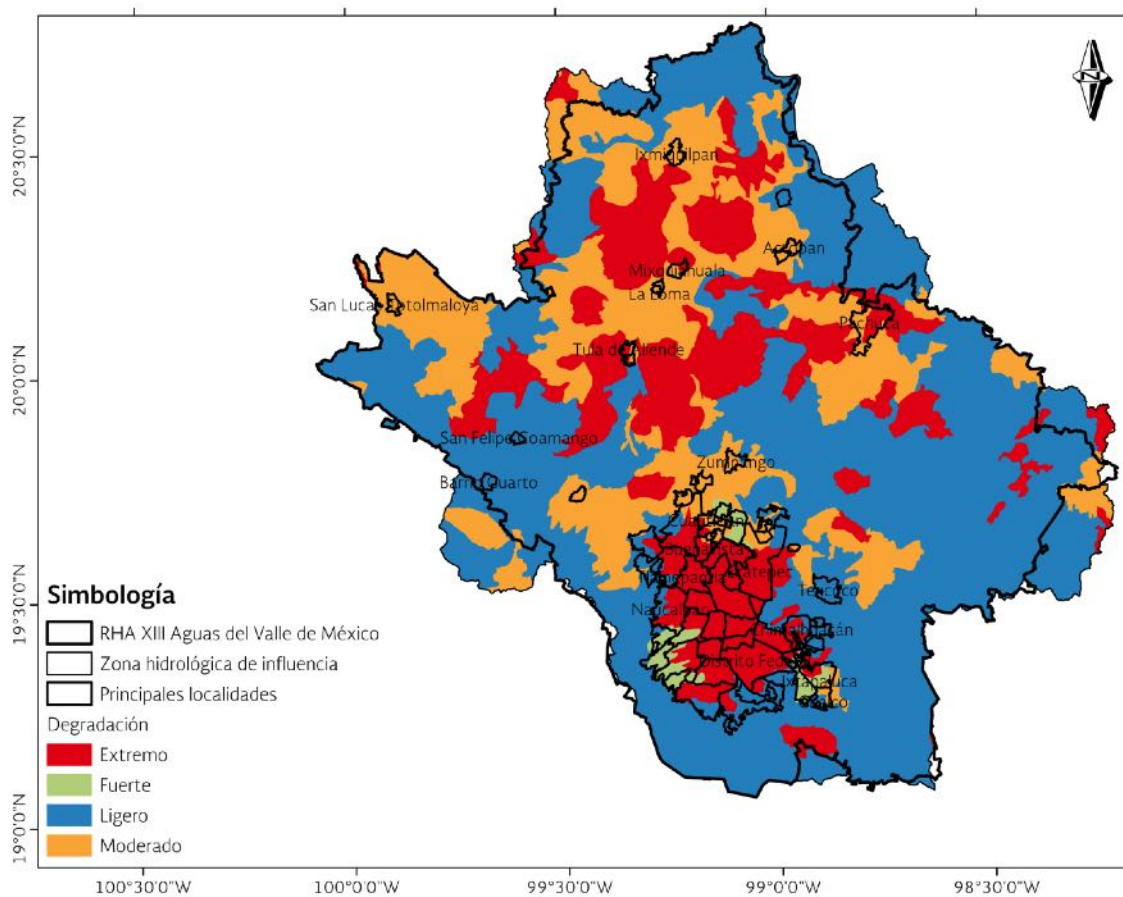 N
20°30'0"N
20°0'0"N
19°30'0"N
19°0'0"N
Ixmiquilpan
Actopan
Mixquiahuala
La Loma
San Lucas Totolmaloya
Pachuca
Tula de Allende
San Felipe Coamango
Zumpango
Barrio Cuarto
Buenavista
Ecatepec
Tlalnepantla
Texcoco
Naucalpan
Chimalhuacán
Distrito Federal
Ixtapaluca
Chalco
Simbología
RHA XIII Aguas del Valle de México
Zona hidrológica de influencia
Principales localidades
Degradación
Extremo
Fuerte
Ligero
Moderado
100°30'0"W
100°0'0"W
99°30'0"W
99°0'0"W
98°30'0"W